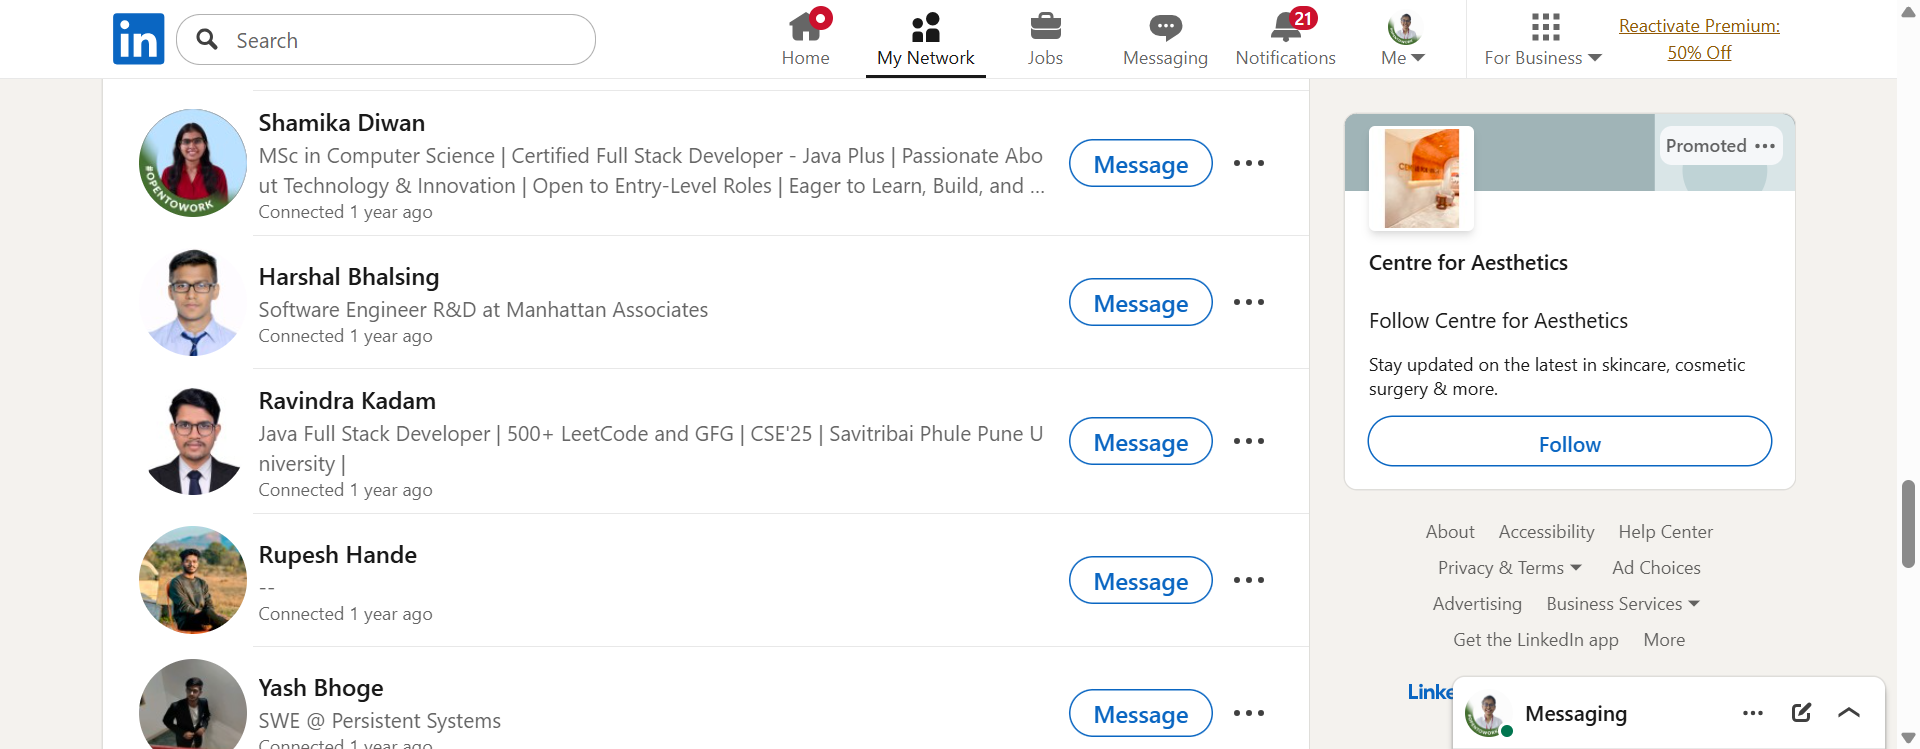 in
Search
Home
My Network
Jobs
Messaging
21
Notifications
Me
For Business
Reactivate Premium:
50% Off
Shamika Diwan
MSc in Computer Science | Certified Full Stack Developer - Java Plus | Passionate Abo
ut Technology & Innovation | Open to Entry-Level Roles | Eager to Learn, Build, and ...
Connected 1 year ago
#OPENTOWORK
Message
Harshal Bhalsing
Software Engineer R&D at Manhattan Associates
Connected 1 year ago
Message
Ravindra Kadam
Java Full Stack Developer | 500+ LeetCode and GFG | CSE'25 | Savitribai Phule Pune U
niversity |
Connected 1 year ago
Message
Rupesh Hande
--
Connected 1 year ago
Message
Yash Bhoge
SWE @ Persistent Systems
Connected 1 year ago
Message
Promoted
Centre for Aesthetics
Follow Centre for Aesthetics
Stay updated on the latest in skincare, cosmetic
surgery & more.
Follow
About Accessibility Help Center
Privacy & Terms Ad Choices
Advertising Business Services
Get the LinkedIn app More
Linke
Messaging